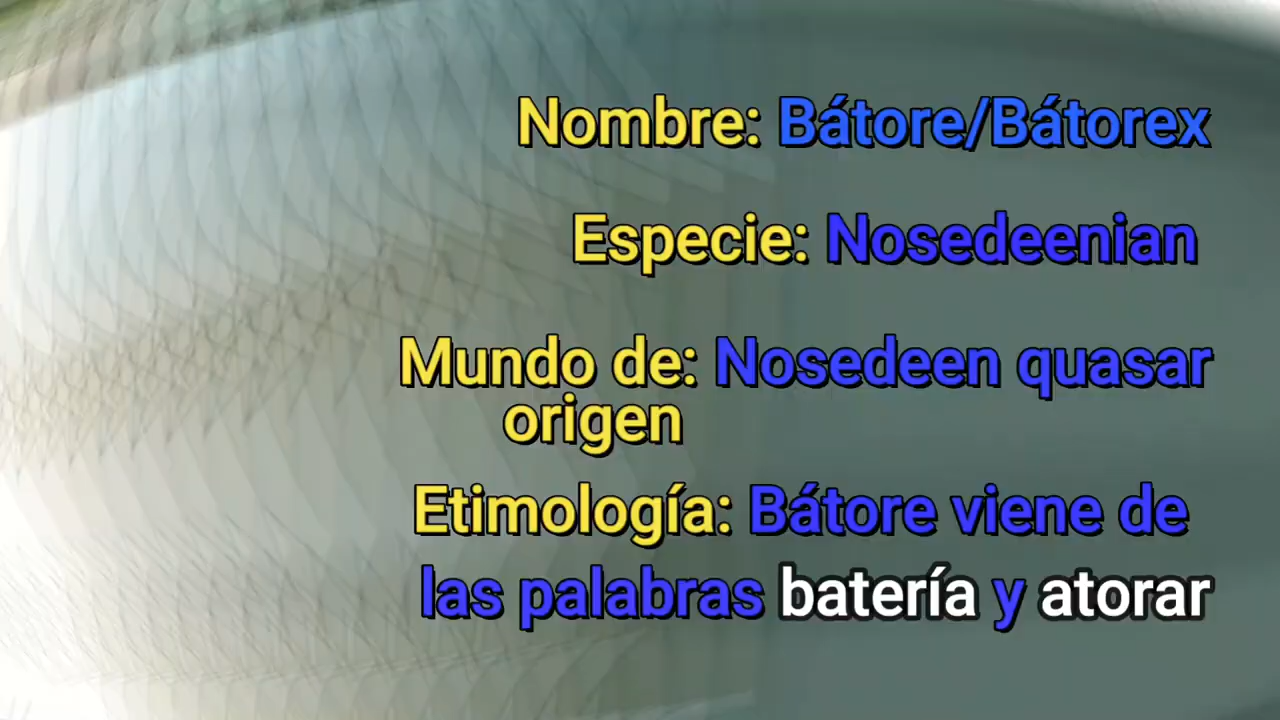 Nombre: Bátore/Bátorex
Especie: Nosedeenian
Mundo de: Nosedeen quasar
origen
Etimología: Bátore viene de
las palabras batería y atorar